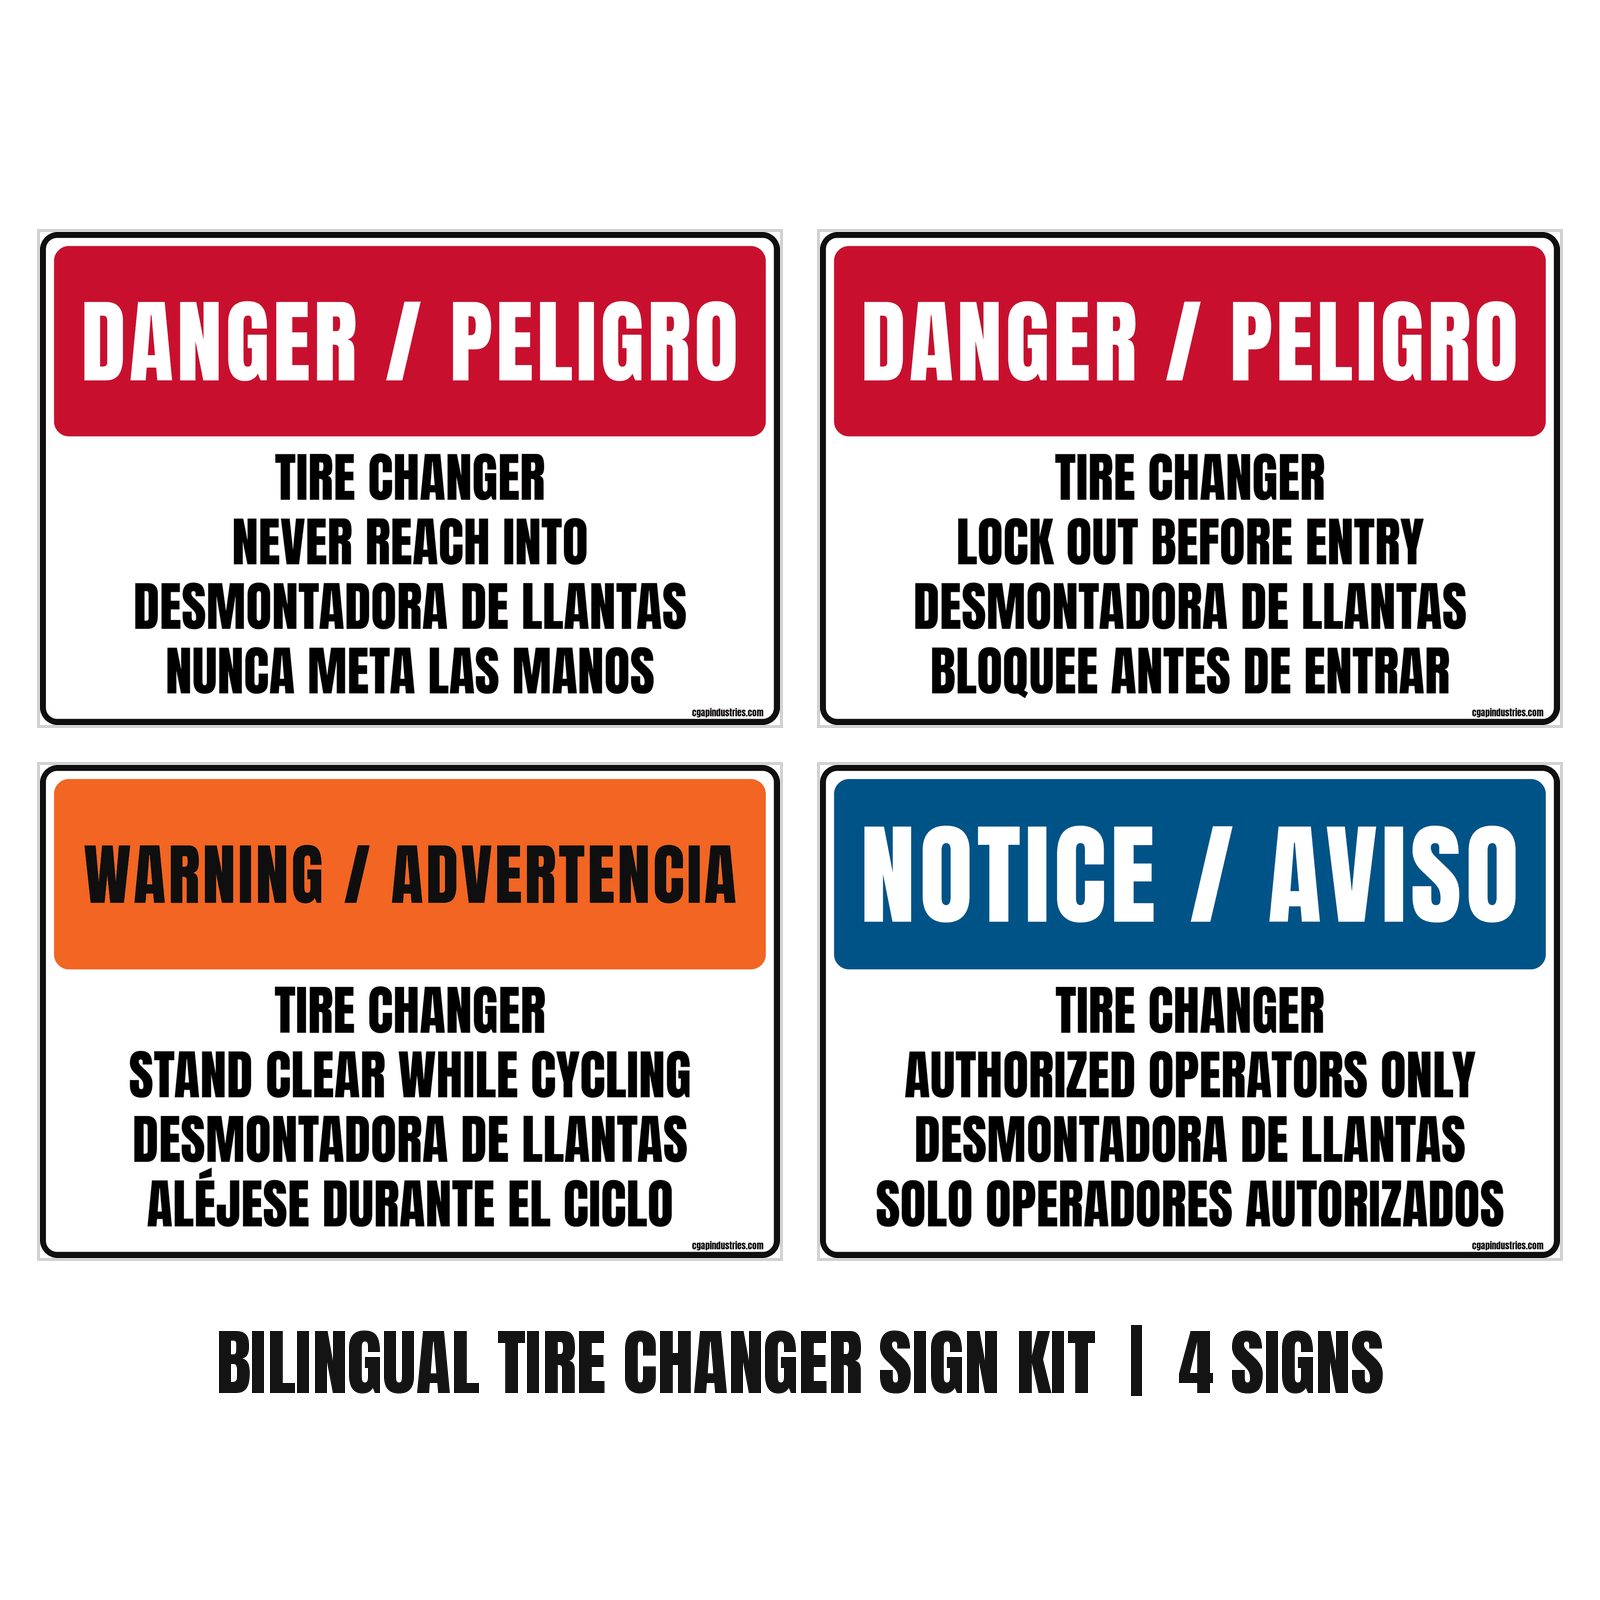 DANGER / PELIGRO
TIRE CHANGER
NEVER REACH INTO
DESMONTADORA DE LLANTAS
NUNCA META LAS MANOS
cgapindustries.com
DANGER / PELIGRO
TIRE CHANGER
LOCK OUT BEFORE ENTRY
DESMONTADORA DE LLANTAS
BLOQUEE ANTES DE ENTRAR
cgapindustries.com
WARNING / ADVERTENCIA
TIRE CHANGER
STAND CLEAR WHILE CYCLING
DESMONTADORA DE LLANTAS
ALÉJESE DURANTE EL CICLO
cgapindustries.com
NOTICE / AVISO
TIRE CHANGER
AUTHORIZED OPERATORS ONLY
DESMONTADORA DE LLANTAS
SOLO OPERADORES AUTORIZADOS
cgapindustries.com
BILINGUAL TIRE CHANGER SIGN KIT | 4 SIGNS